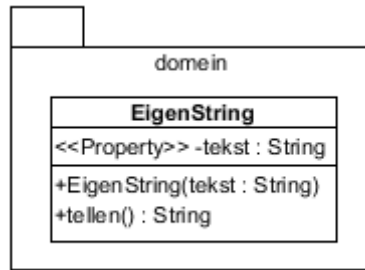 domein
EigenString
<<Property>> -tekst : String
+EigenString(tekst : String)
+tellen() : String